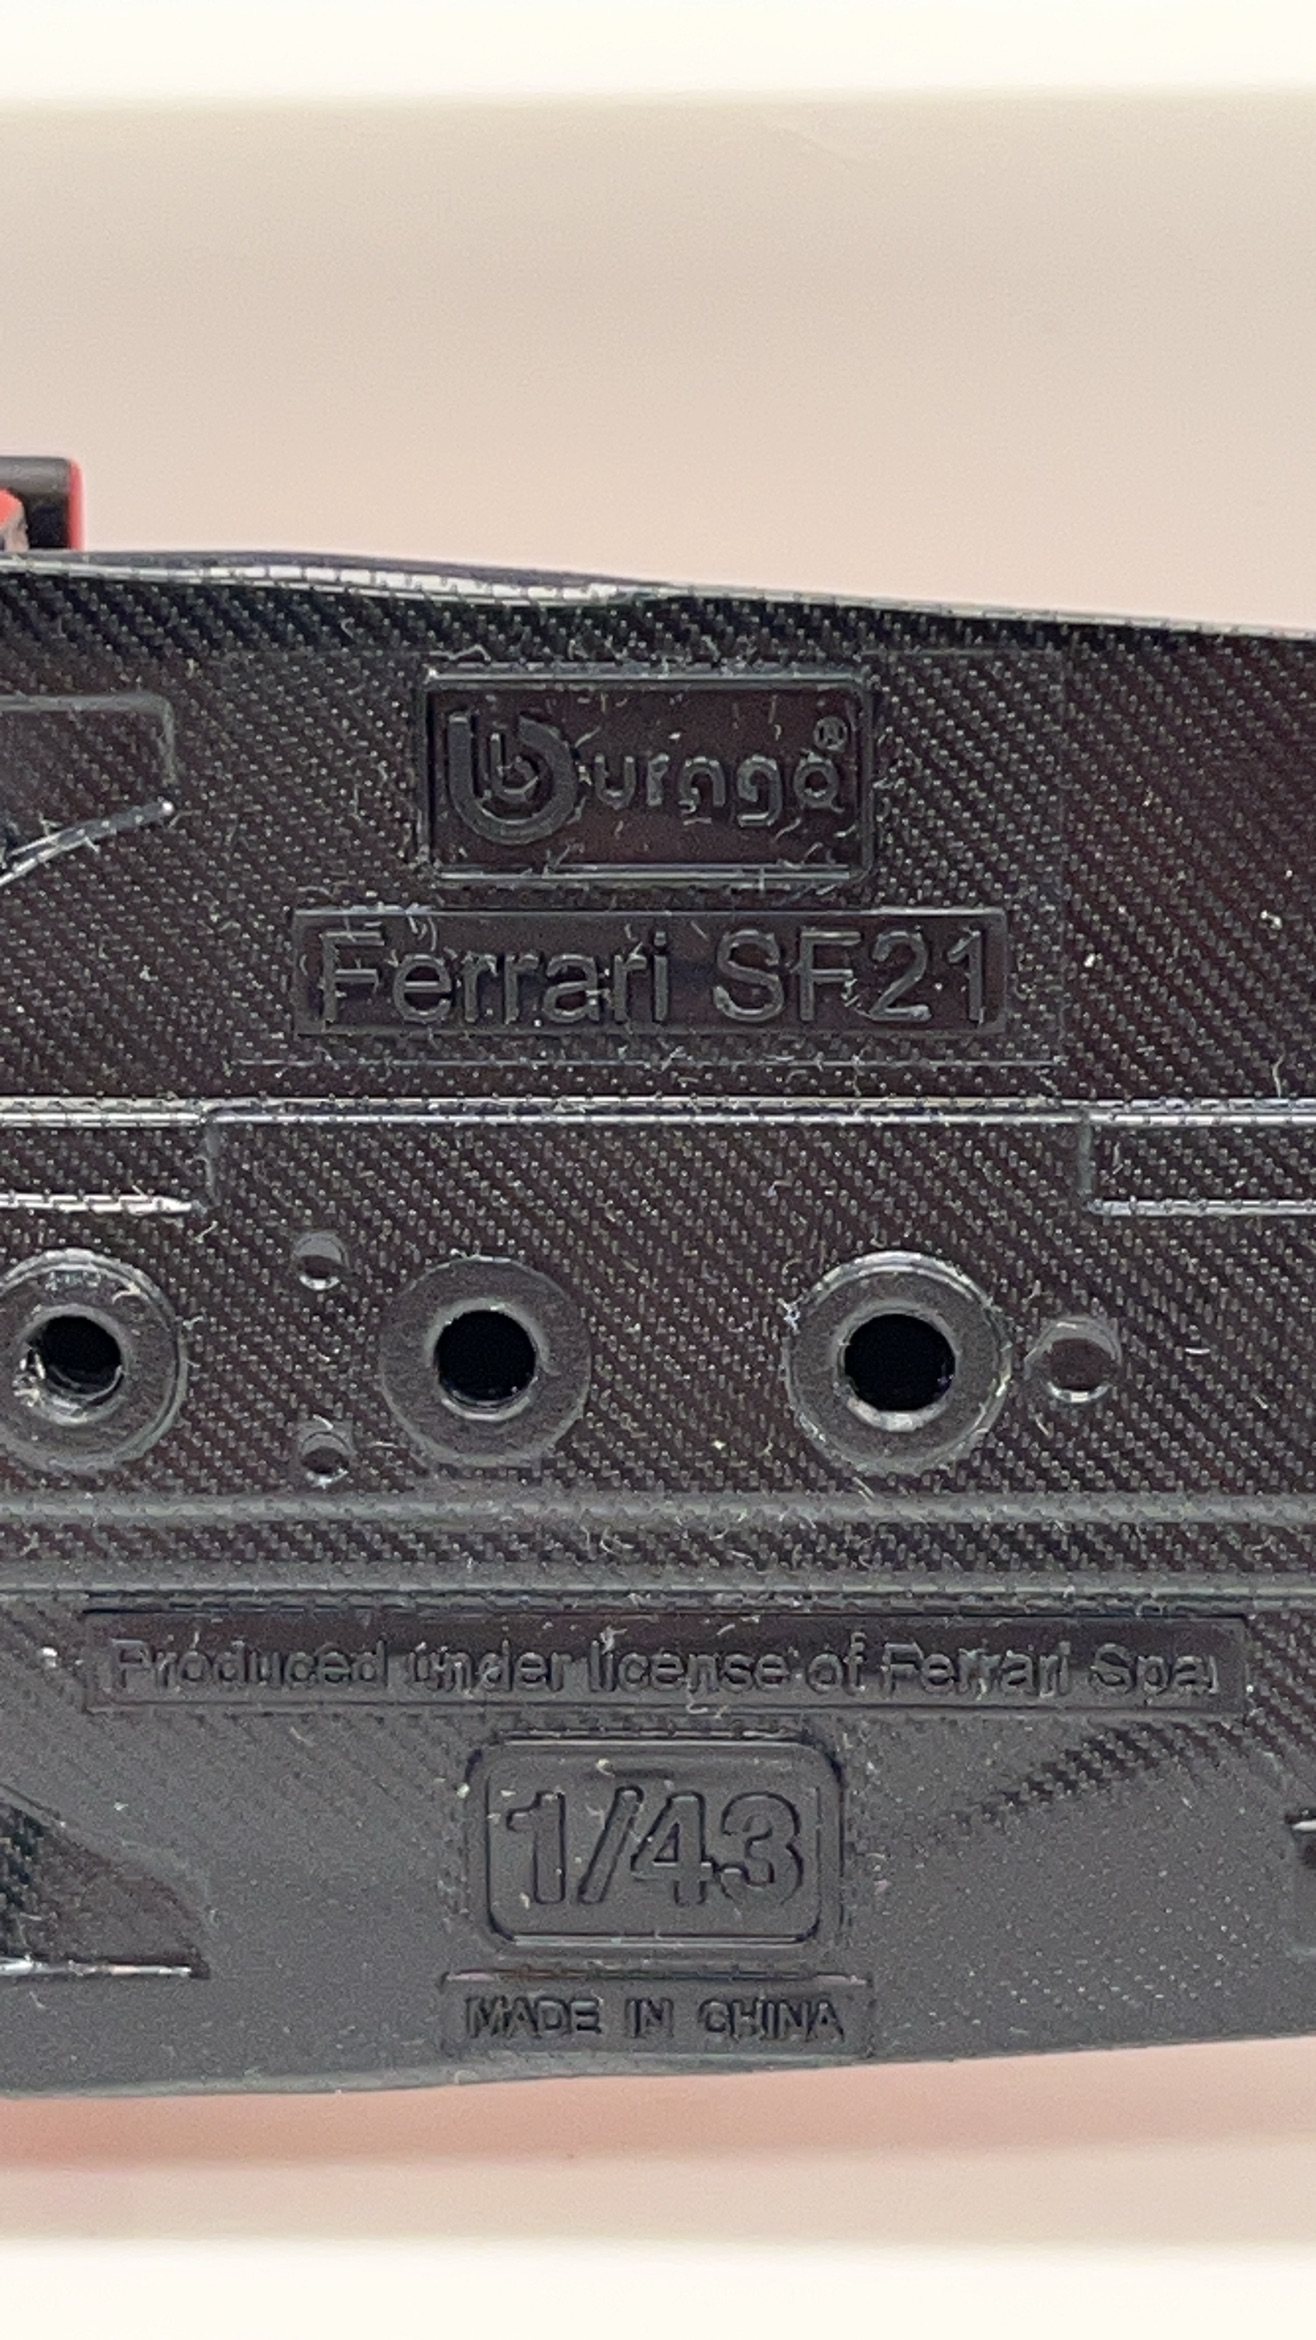 burago®
Ferrari SF21
Produced under license of Ferrari Spa
1/43
MADE IN CHINA